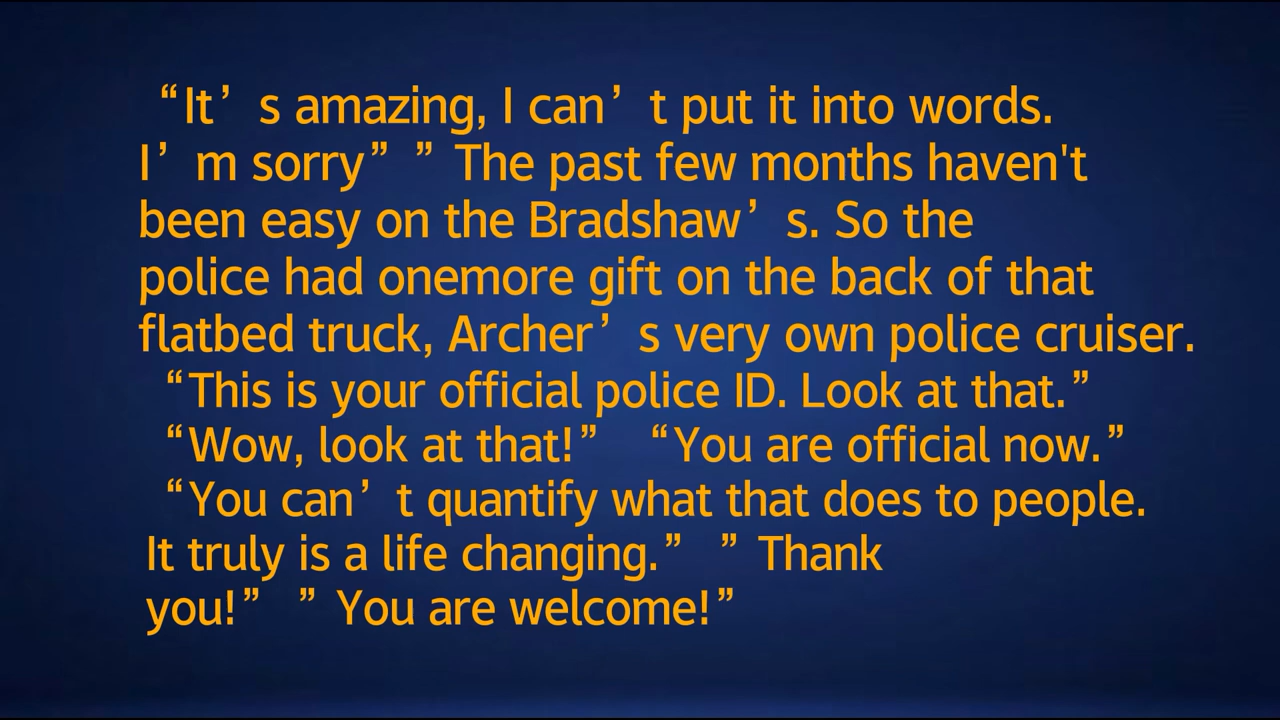 “It’ s amazing, I can’ t put it into words.
I’ m sorry” ” The past few months haven't
been easy on the Bradshaw’ s. So the
police had onemore gift on the back of that
flatbed truck, Archer’ s very own police cruiser.
“This is your official police ID. Look at that.”
“Wow, look at that!” “You are official now.”
“You can’ t quantify what that does to people.
It truly is a life changing.” ” Thank
you!” ” You are welcome!”